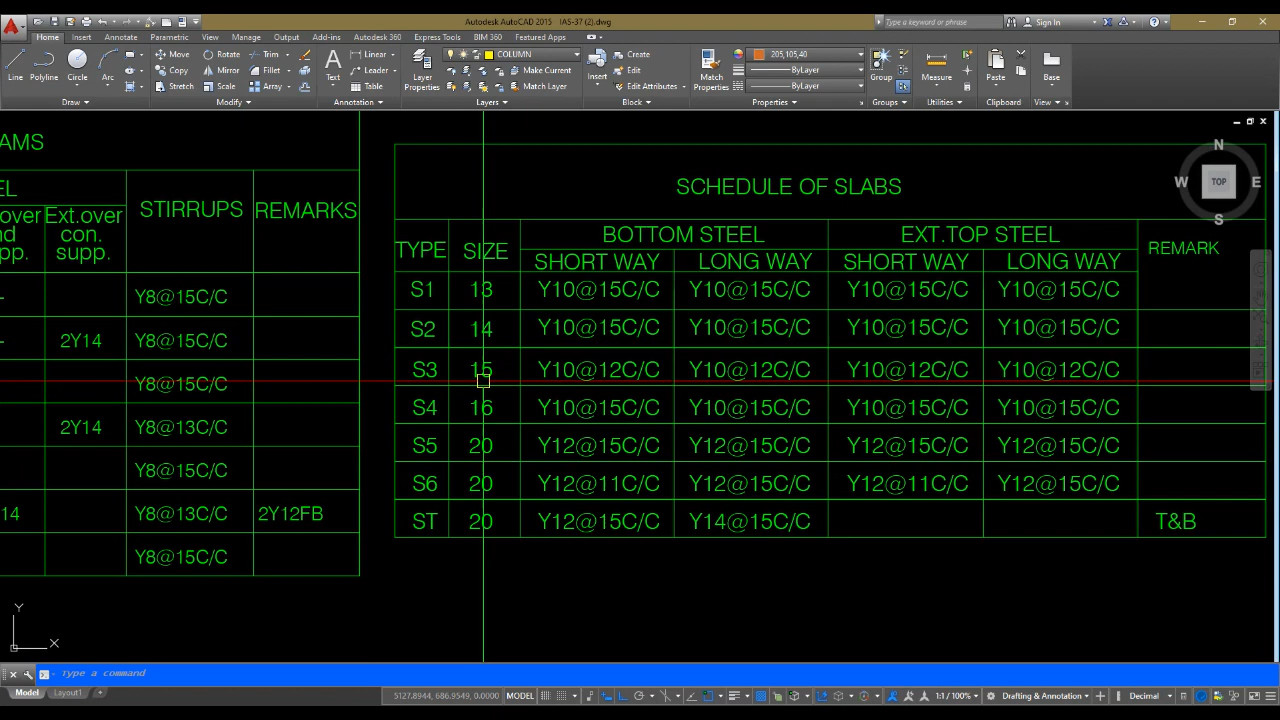 Autodesk AutoCAD 2015 IAS-37 (2).dwg
Type a keyword or phrase
Sign In
Home Insert Annotate Parametric View Manage Output Add-ins Autodesk 360 Express Tools BIM 360 Featured Apps
Line Polyline Circle Arc
Move Rotate Trim
Copy Mirror Fillet
Stretch Scale Array
Text
Linear
Leader
Table
Layer Properties
COLUMN
Make Current
Match Layer
Insert
Create
Edit
Edit Attributes
Match Properties
205,105,40
ByLayer
ByLayer
Group
Measure
Paste
Base
Draw Modify Annotation Layers Block Properties Groups Utilities Clipboard View
AMS
EL
over Ext.over
nd con.
pp. supp.
STIRRUPS REMARKS
- Y8@15C/C
- 2Y14 Y8@15C/C
Y8@15C/C
2Y14 Y8@13C/C
Y8@15C/C
14 Y8@13C/C 2Y12FB
Y8@15C/C
SCHEDULE OF SLABS
TYPE SIZE BOTTOM STEEL EXT.TOP STEEL REMARK
SHORT WAY LONG WAY SHORT WAY LONG WAY
S1 13 Y10@15C/C Y10@15C/C Y10@15C/C Y10@15C/C
S2 14 Y10@15C/C Y10@15C/C Y10@15C/C Y10@15C/C
S3 15 Y10@12C/C Y10@12C/C Y10@12C/C Y10@12C/C
S4 16 Y10@15C/C Y10@15C/C Y10@15C/C Y10@15C/C
S5 20 Y12@15C/C Y12@15C/C Y12@15C/C Y12@15C/C
S6 20 Y12@11C/C Y12@15C/C Y12@11C/C Y12@15C/C
ST 20 Y12@15C/C Y14@15C/C T&B
N
W TOP E
S
Y
X
Type a command
Model Layout1 +
5127.8944, 686.9549, 0.0000 MODEL 1:1 / 100% Drafting & Annotation Decimal